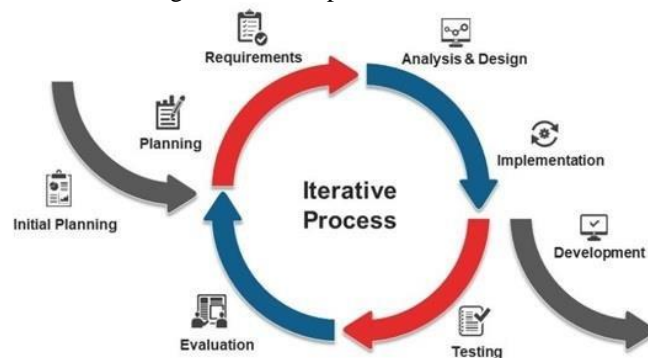 Requirements
Analysis & Design
Planning
Implementation
Iterative
Process
Initial Planning
Development
Evaluation
Testing